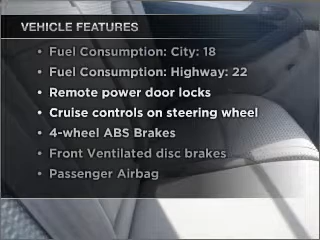 VEHICLE FEATURES
• Fuel Consumption: City: 18
• Fuel Consumption: Highway: 22
• Remote power door locks
• Cruise controls on steering wheel
• 4-wheel ABS Brakes
• Front Ventilated disc brakes
• Passenger Airbag